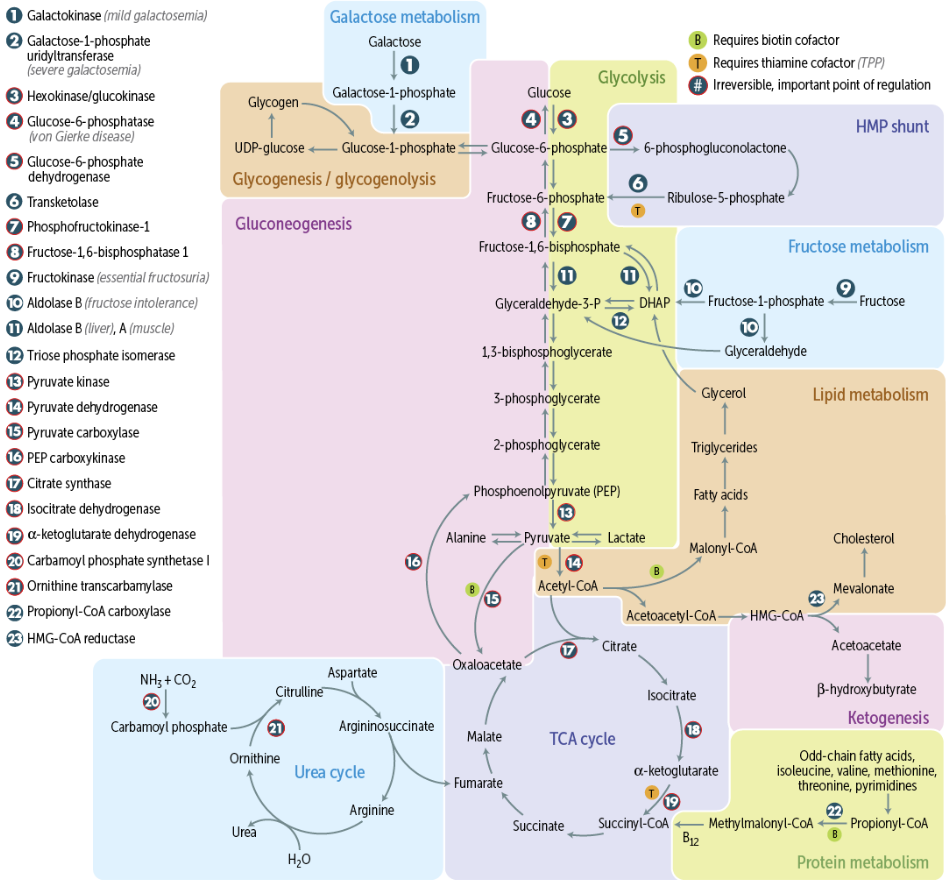 1 Galactokinase (mild galactosemia)
2 Galactose-1-phosphate
uridyltransferase
(severe galactosemia)
3 Hexokinase/glucokinase
4 Glucose-6-phosphatase
(von Gierke disease)
5 Glucose-6-phosphate
dehydrogenase
6 Transketolase
7 Phosphofructokinase-1
8 Fructose-1,6-bisphosphatase 1
9 Fructokinase (essential fructosuria)
10 Aldolase B (fructose intolerance)
11 Aldolase B (liver), A (muscle)
12 Triose phosphate isomerase
13 Pyruvate kinase
14 Pyruvate dehydrogenase
15 Pyruvate carboxylase
16 PEP carboxykinase
17 Citrate synthase
18 Isocitrate dehydrogenase
19 α-ketoglutarate dehydrogenase
20 Carbamoyl phosphate synthetase I
21 Ornithine transcarbamylase
22 Propionyl-CoA carboxylase
23 HMG-CoA reductase
B Requires biotin cofactor
T Requires thiamine cofactor (TPP)
# Irreversible, important point of regulation
Galactose metabolism
Galactose
1
Galactose-1-phosphate
2
Glycogen
UDP-glucose
Glucose-1-phosphate
Glycogenesis / glycogenolysis
Glycolysis
Glucose
4 3
Glucose-6-phosphate
HMP shunt
5
6-phosphogluconolactone
6
T
Ribulose-5-phosphate
Gluconeogenesis
Fructose-6-phosphate
8 7
Fructose-1,6-bisphosphate
11 11
Glyceraldehyde-3-P
DHAP
12
Fructose metabolism
10
Fructose-1-phosphate
9
Fructose
10
Glyceraldehyde
1,3-bisphosphoglycerate
3-phosphoglycerate
2-phosphoglycerate
Phosphoenolpyruvate (PEP)
13
Alanine
Pyruvate
Lactate
16
T 14
B
15
Lipid metabolism
Glycerol
Triglycerides
Fatty acids
Malonyl-CoA
B
Acetyl-CoA
Acetoacetyl-CoA
HMG-CoA
23
Cholesterol
Mevalonate
Acetoacetate
β-hydroxybutyrate
Ketogenesis
Oxaloacetate
17
Citrate
Isocitrate
18
TCA cycle
α-ketoglutarate
T
19
Succinyl-CoA
Succinate
Fumarate
Malate
NH3 + CO2
20
Carbamoyl phosphate
21
Citrulline
Aspartate
Argininosuccinate
Ornithine
Urea cycle
Arginine
Urea
H2O
Odd-chain fatty acids,
isoleucine, valine, methionine,
threonine, pyrimidines
22
B
Propionyl-CoA
Methylmalonyl-CoA
B12
Protein metabolism